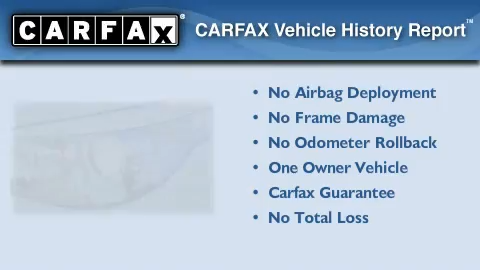 CARFAX® CARFAX Vehicle History Report™
• No Airbag Deployment
• No Frame Damage
• No Odometer Rollback
• One Owner Vehicle
• Carfax Guarantee
• No Total Loss